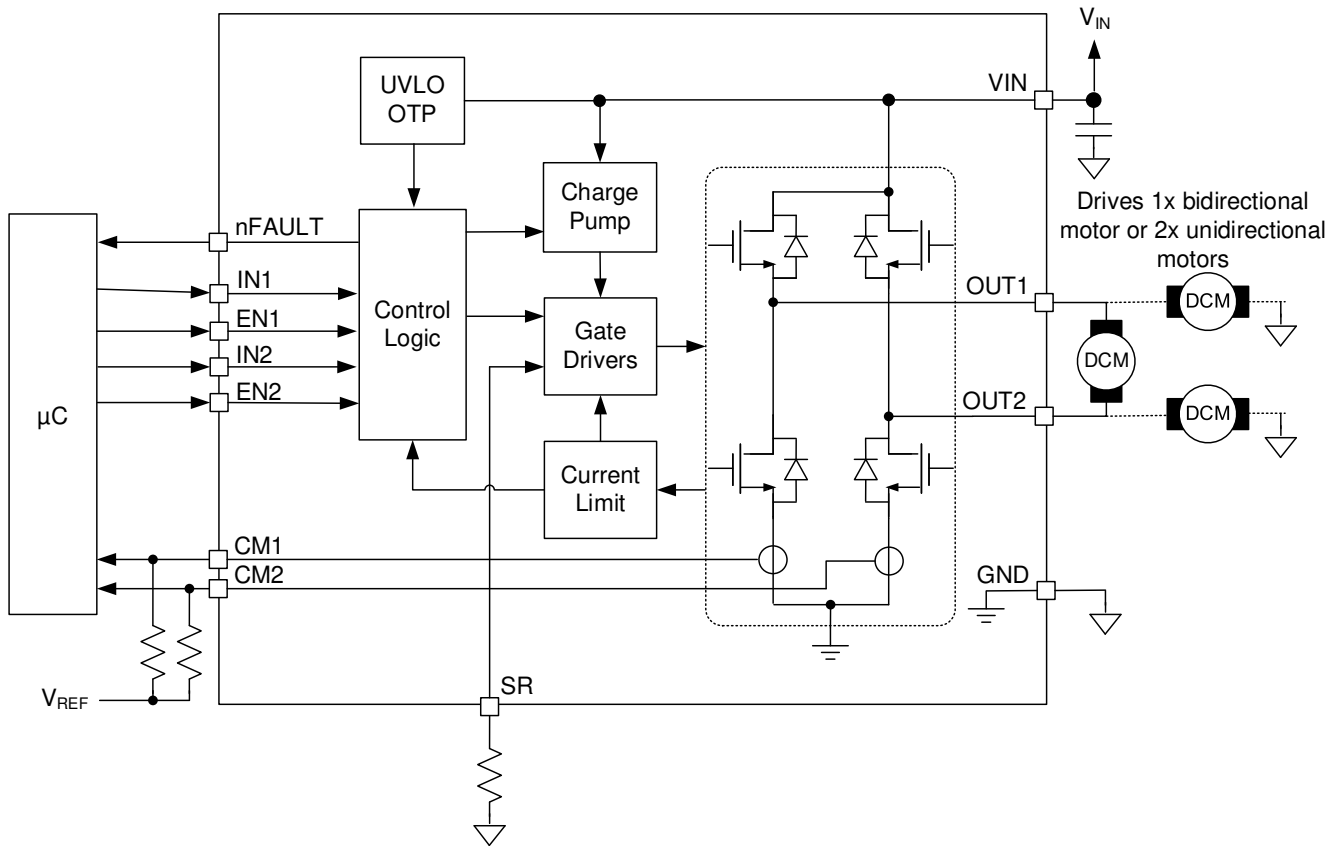 V_IN
UVLO
OTP
VIN
Charge
Pump
Drives 1x bidirectional
motor or 2x unidirectional
motors
nFAULT
IN1
EN1
IN2
EN2
Control
Logic
Gate
Drivers
OUT1
DCM
DCM
OUT2
DCM
µC
Current
Limit
CM1
CM2
GND
SR
V_REF